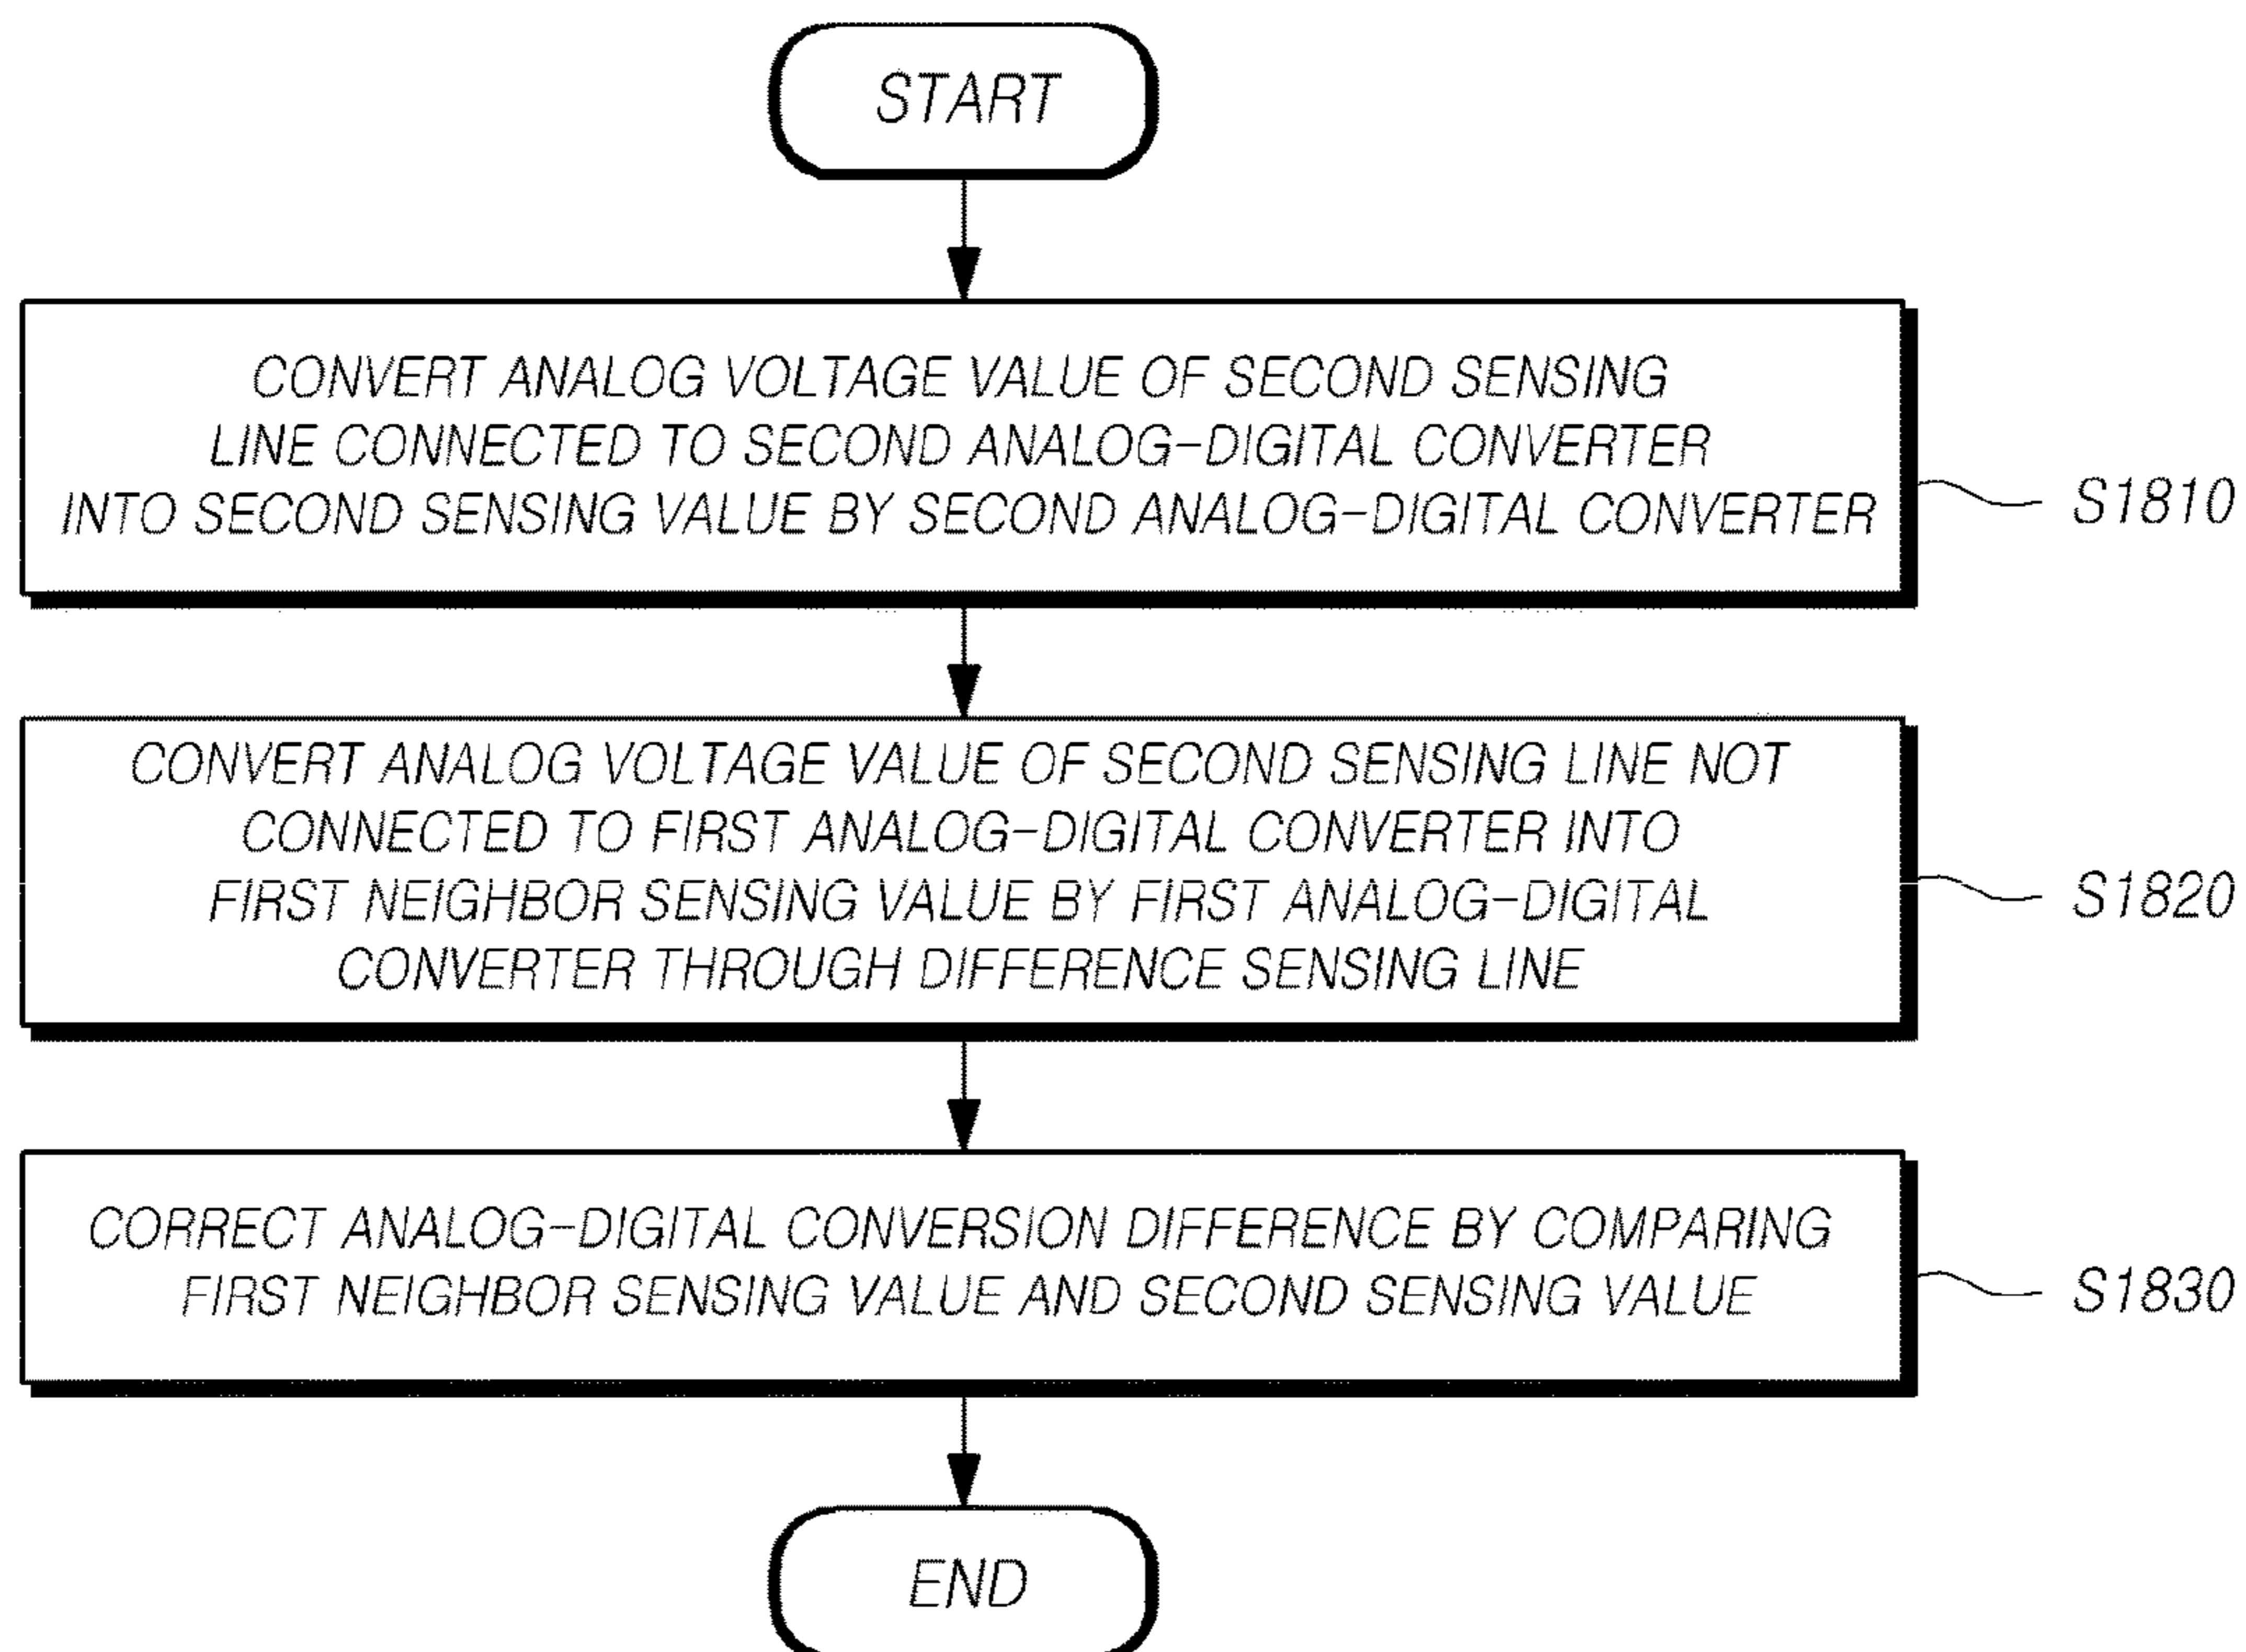 START
CONVERT ANALOG VOLTAGE VALUE OF SECOND SENSING
LINE CONNECTED TO SECOND ANALOG-DIGITAL CONVERTER
INTO SECOND SENSING VALUE BY SECOND ANALOG-DIGITAL CONVERTER
S1810
CONVERT ANALOG VOLTAGE VALUE OF SECOND SENSING LINE NOT
CONNECTED TO FIRST ANALOG-DIGITAL CONVERTER INTO
FIRST NEIGHBOR SENSING VALUE BY FIRST ANALOG-DIGITAL
CONVERTER THROUGH DIFFERENCE SENSING LINE
S1820
CORRECT ANALOG-DIGITAL CONVERSION DIFFERENCE BY COMPARING
FIRST NEIGHBOR SENSING VALUE AND SECOND SENSING VALUE
S1830
END